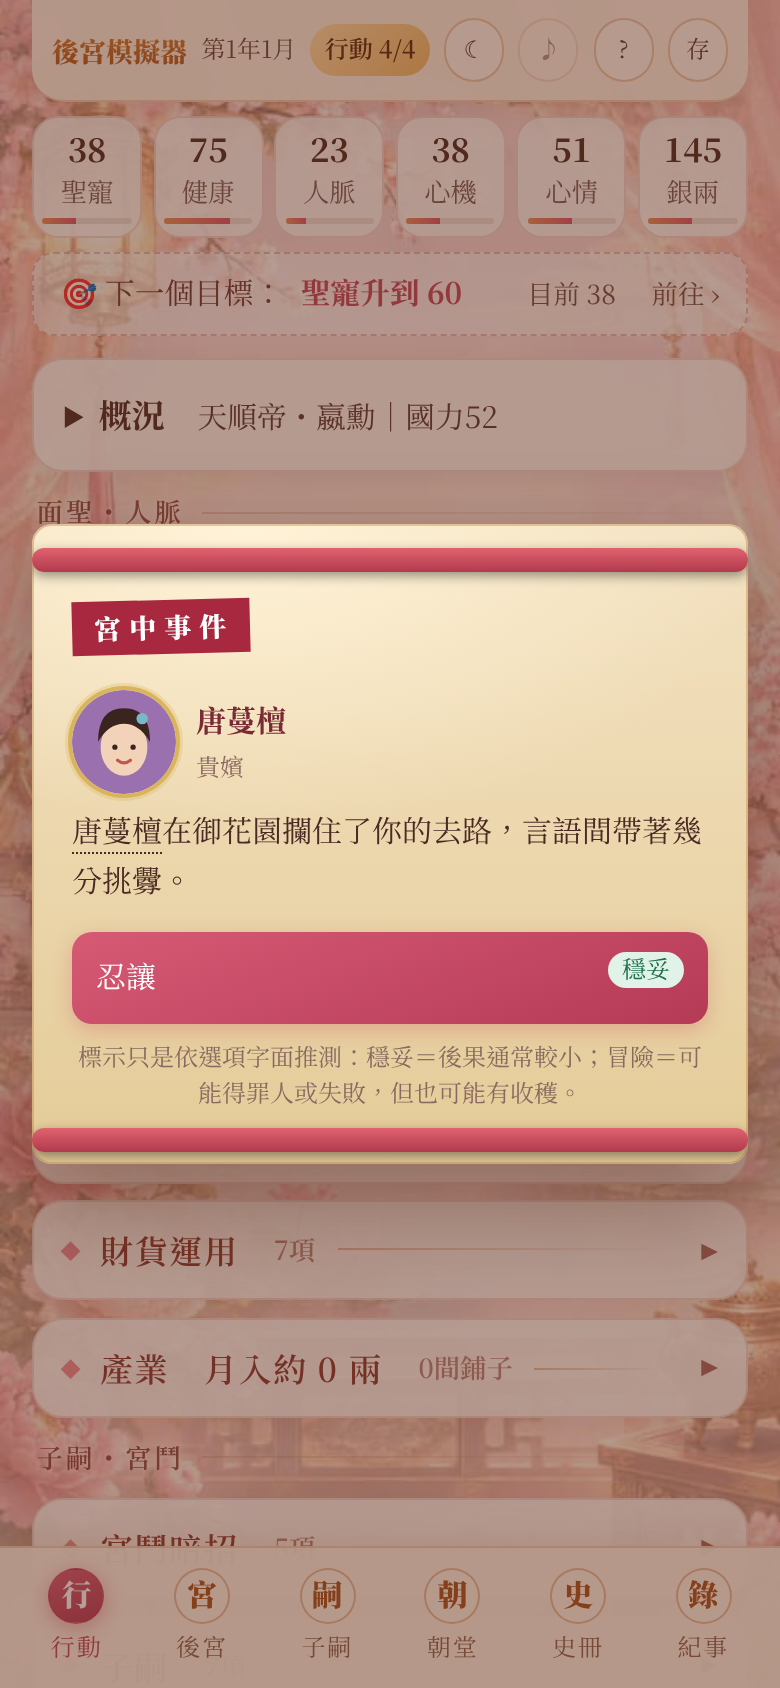 後宮模擬器 第1年1月 行動 4/4 ☾ ♪ ? 存
38 75 23 38 51 145
聖寵 健康 人脈 心機 心情 銀兩
下一個目標： 聖寵升到 60 目前 38 前往 ›
▶ 概況 天順帝・嬴勳｜國力52
面聖・人脈
宮中事件
唐蔓檀
貴嬪
唐蔓檀在御花園攔住了你的去路，言語間帶著幾
分挑釁。
忍讓 穩妥
標示只是依選項字面推測：穩妥＝後果通常較小；冒險＝可
能得罪人或失敗，但也可能有收穫。
◆ 財貨運用 7項 ▶
◆ 產業 月入約 0 兩 0間鋪子 ▶
子嗣・宮鬥
宮鬥暗招 5項
行 宮 嗣 朝 史 錄
行動 後宮 子嗣 朝堂 史冊 紀事